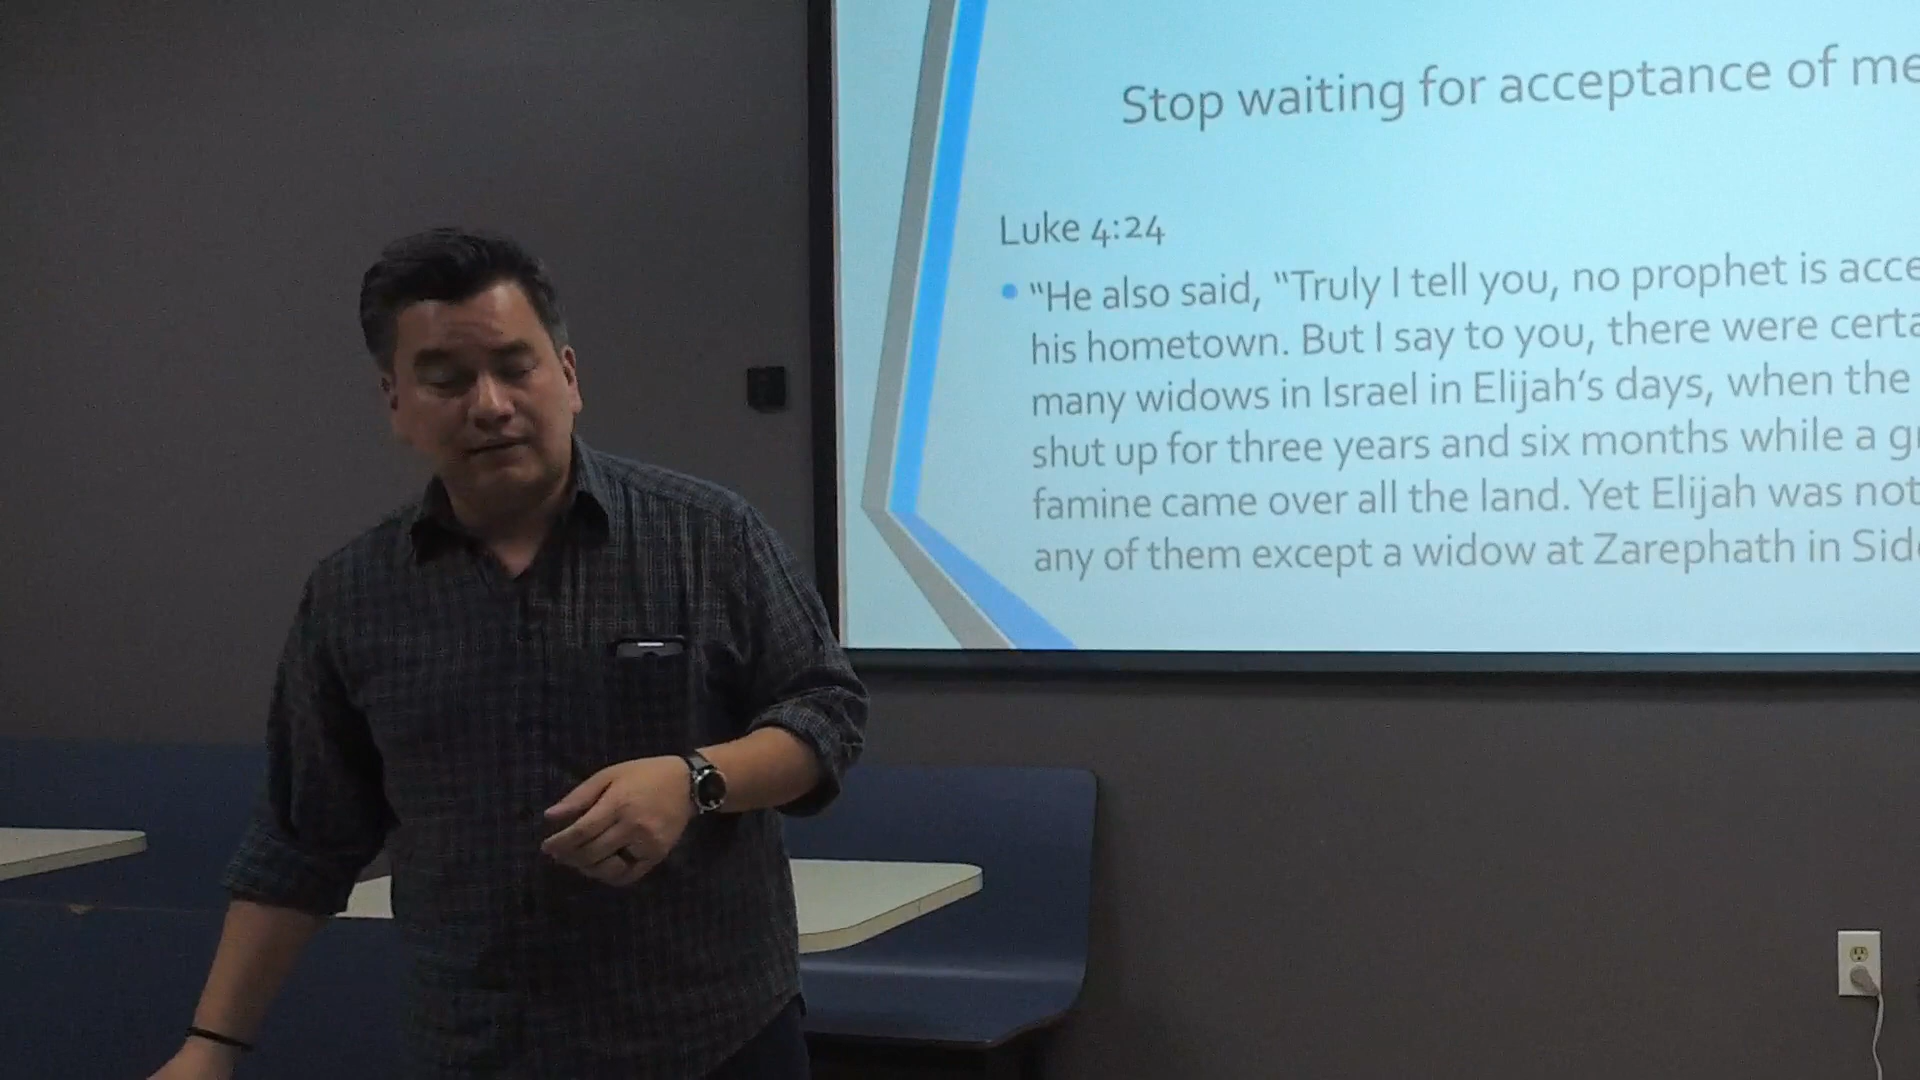 Stop waiting for acceptance of me
Luke 4:24
• “He also said, “Truly I tell you, no prophet is acce
his hometown. But I say to you, there were certa
many widows in Israel in Elijah’s days, when the
shut up for three years and six months while a g
famine came over all the land. Yet Elijah was not
any of them except a widow at Zarephath in Sid